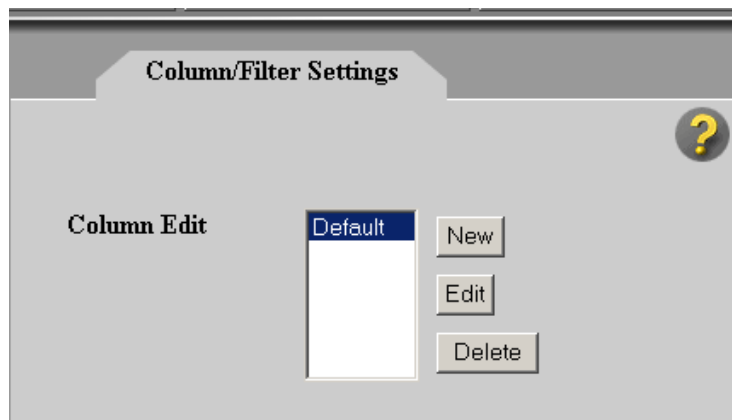 Column/Filter Settings
?
Column Edit
Default
New
Edit
Delete